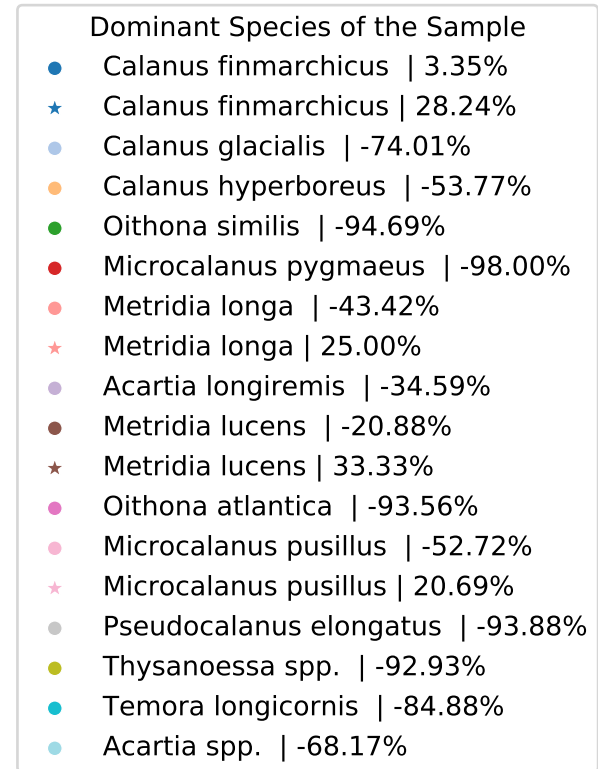 Dominant Species of the Sample
Calanus finmarchicus | 3.35%
Calanus finmarchicus | 28.24%
Calanus glacialis | -74.01%
Calanus hyperboreus | -53.77%
Oithona similis | -94.69%
Microcalanus pygmaeus | -98.00%
Metridia longa | -43.42%
Metridia longa | 25.00%
Acartia longiremis | -34.59%
Metridia lucens | -20.88%
Metridia lucens | 33.33%
Oithona atlantica | -93.56%
Microcalanus pusillus | -52.72%
Microcalanus pusillus | 20.69%
Pseudocalanus elongatus | -93.88%
Thysanoessa spp. | -92.93%
Temora longicornis | -84.88%
Acartia spp. | -68.17%